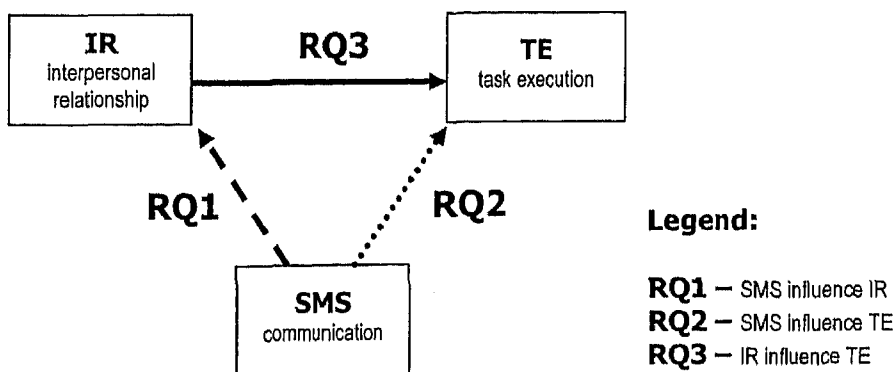 IR
interpersonal
relationship
RQ3
TE
task execution
RQ1
RQ2
SMS
communication
Legend:
RQ1 – SMS influence IR
RQ2 – SMS influence TE
RQ3 – IR influence TE